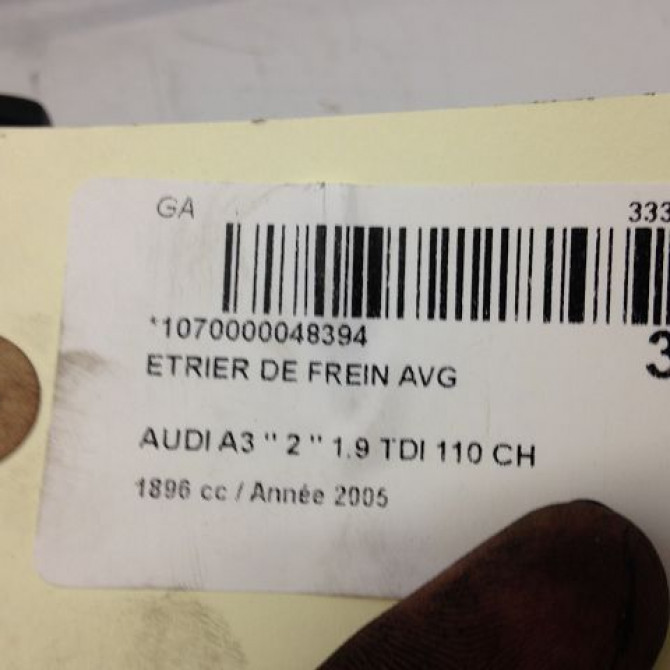 GA 333
*1070000048394
3
ETRIER DE FREIN AVG
AUDI A3 " 2 " 1.9 TDI 110 CH
1896 cc / Année 2005